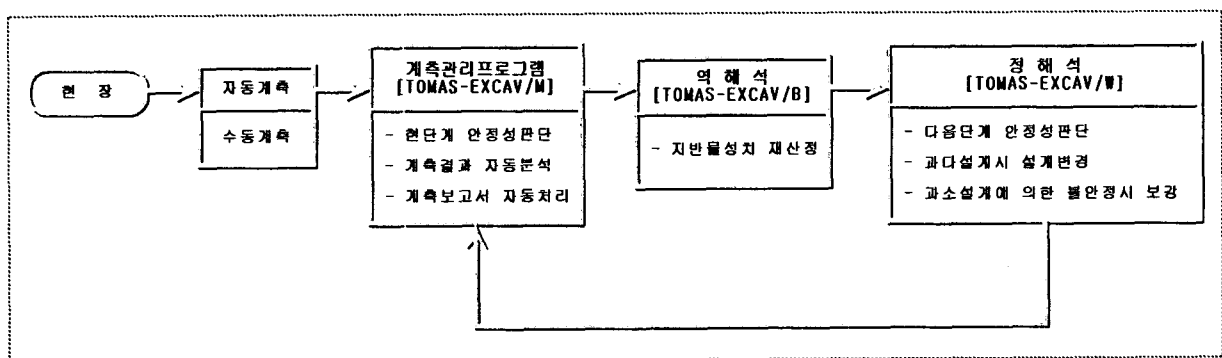 현 장
자동계측
수동계측
계측관리프로그램
[TOMAS-EXCAV/M]
- 현단계 안정성판단
- 계측결과 자동분석
- 계측보고서 자동처리
역 해 석
[TOMAS-EXCAV/B]
- 지반물성치 재산정
정 해 석
[TOMAS-EXCAV/W]
- 다음단계 안정성판단
- 과다설계시 설계변경
- 과소설계에 의한 불안정시 보강